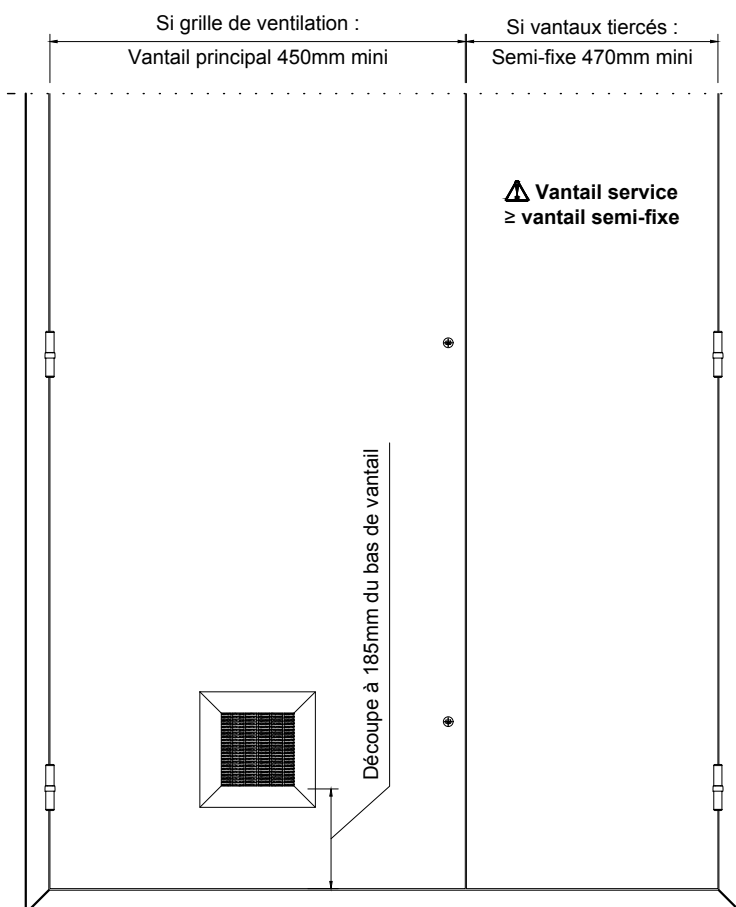 Si grille de ventilation :
Vantail principal 450mm mini
Si vantaux tiercés :
Semi-fixe 470mm mini
⚠ Vantail service
≥ vantail semi-fixe
Découpe à 185mm du bas de vantail